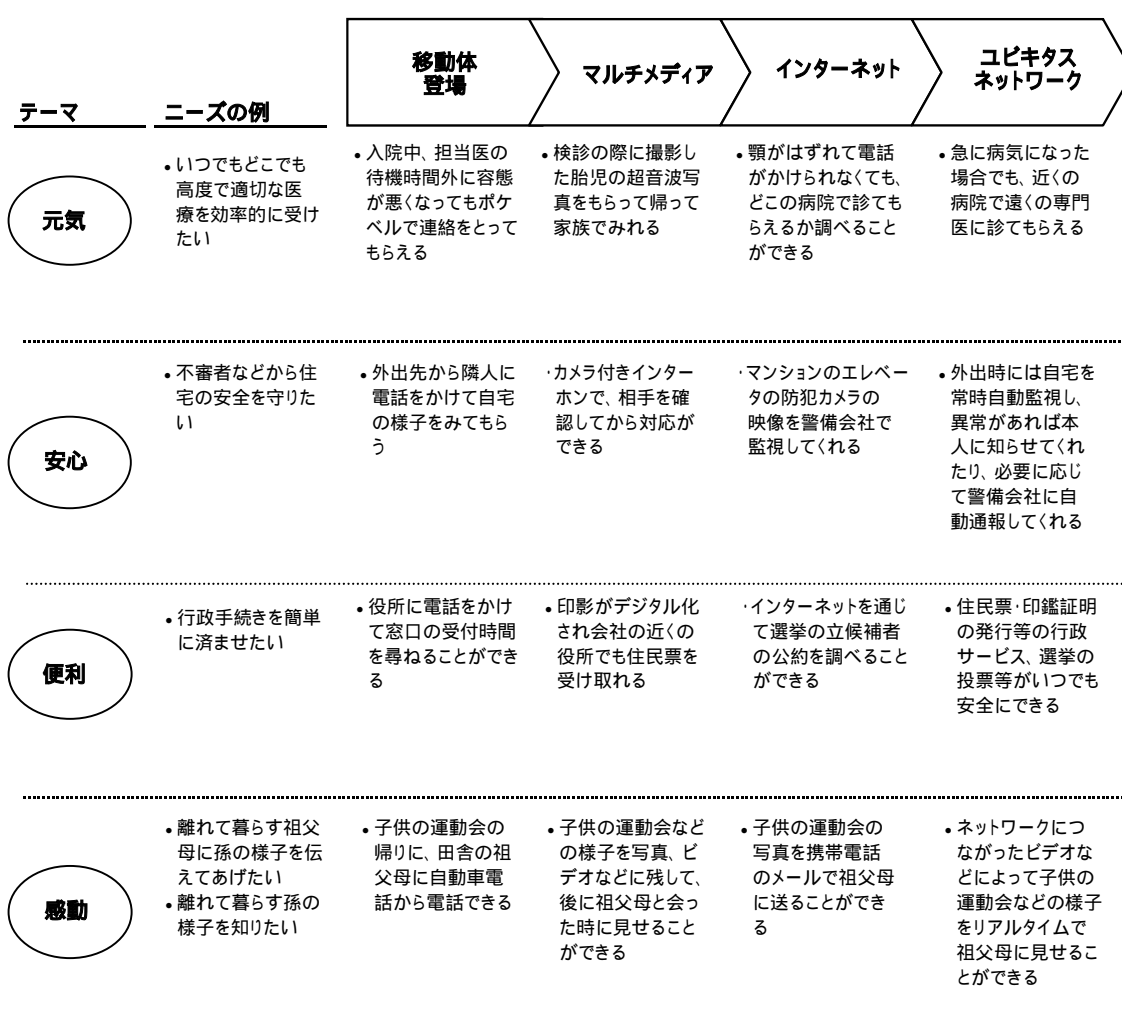 移動体
登場
マルチメディア
インターネット
ユビキタス
ネットワーク
テーマ
ニーズの例
元気
・いつでもどこでも
高度で適切な医
療を効率的に受け
たい
・入院中、担当医の
待機時間外に容態
が悪くなってもポケ
ベルで連絡をとって
もらえる
・検診の際に撮影し
た胎児の超音波写
真をもらって帰って
家族でみれる
・顎がはずれて電話
がかけられなくても、
どこの病院で診ても
らえるか調べること
ができる
・急に病気になった
場合でも、近くの
病院で遠くの専門
医に診てもらえる
安心
・不審者などから住
宅の安全を守りた
い
・外出先から隣人に
電話をかけて自宅
の様子をみてもら
う
・カメラ付きインター
ホンで、相手を確
認してから対応が
できる
・マンションのエレベー
タの防犯カメラの
映像を警備会社で
監視してくれる
・外出時には自宅を
常時自動監視し、
異常があれば本
人に知らせてくれ
たり、必要に応じ
て警備会社に自
動通報してくれる
便利
・行政手続きを簡単
に済ませたい
・役所に電話をかけ
て窓口の受付時間
を尋ねることができ
る
・印影がデジタル化
され会社の近くの
役所でも住民票を
受け取れる
・インターネットを通じ
て選挙の立候補者
の公約を調べること
ができる
・住民票・印鑑証明
の発行等の行政
サービス、選挙の
投票等がいつでも
安全にできる
感動
・離れて暮らす祖父
母に孫の様子を伝
えてあげたい
・離れて暮らす孫の
様子を知りたい
・子供の運動会の
帰りに、田舎の祖
父母に自動車電
話から電話できる
・子供の運動会など
の様子を写真、ビ
デオなどに残して、
後に祖父母と会っ
た時に見せること
ができる
・子供の運動会の
写真を携帯電話
のメールで祖父母
に送ることができ
る
・ネットワークにつ
ながったビデオな
どによって子供の
運動会などの様子
をリアルタイムで
祖父母に見せるこ
とができる